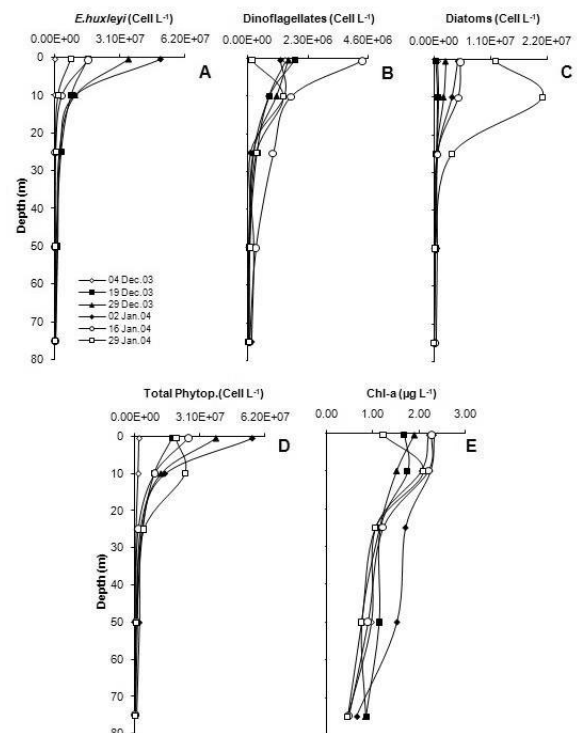 E.huxleyi (Cell L-1)
0.00E+00 3.10E+07 6.20E+07
Dinoflagellates (Cell L-1)
0.00E+00 2.30E+06 4.60E+06
Diatoms (Cell L-1)
0.00E+00 1.10E+07 2.20E+07
0
10
20
30
40
50
60
70
80
Depth (m)
A
B
C
04 Dec.03
19 Dec.03
29 Dec.03
02 Jan.04
16 Jan.04
29 Jan.04
Total Phytop.(Cell L-1)
0.00E+00 3.10E+07 6.20E+07
Chl-a (µg L-1)
0.00 1.00 2.00 3.00
0
10
20
30
40
50
60
70
80
Depth (m)
D
E